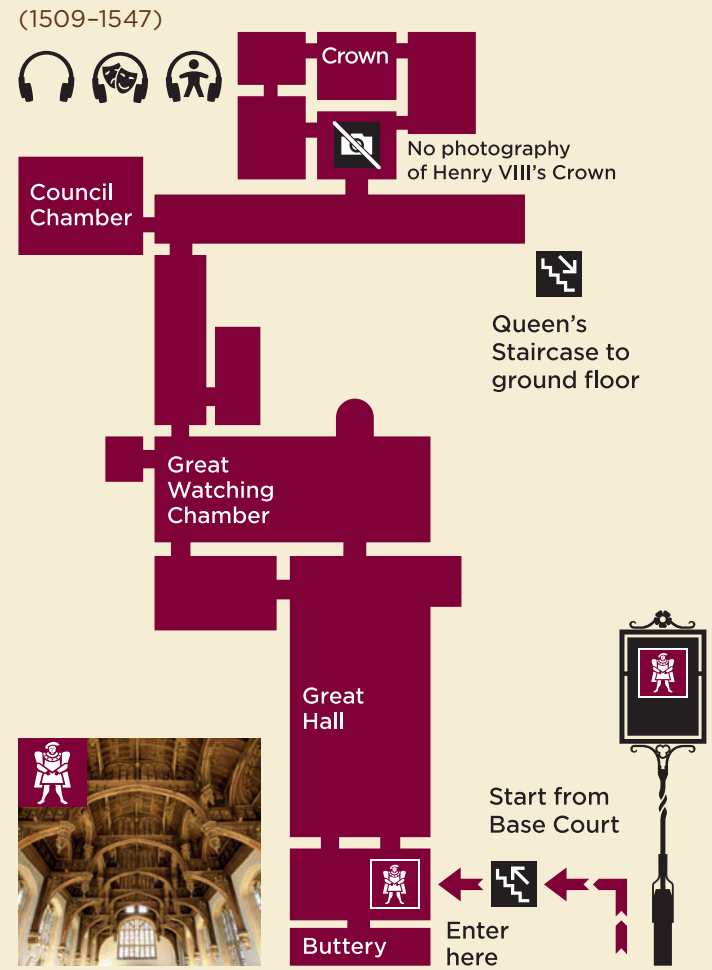 (1509–1547)
Crown
No photography
of Henry VIII's Crown
Council
Chamber
Queen's
Staircase to
ground floor
Great
Watching
Chamber
Great
Hall
Start from
Base Court
Enter
here
Buttery